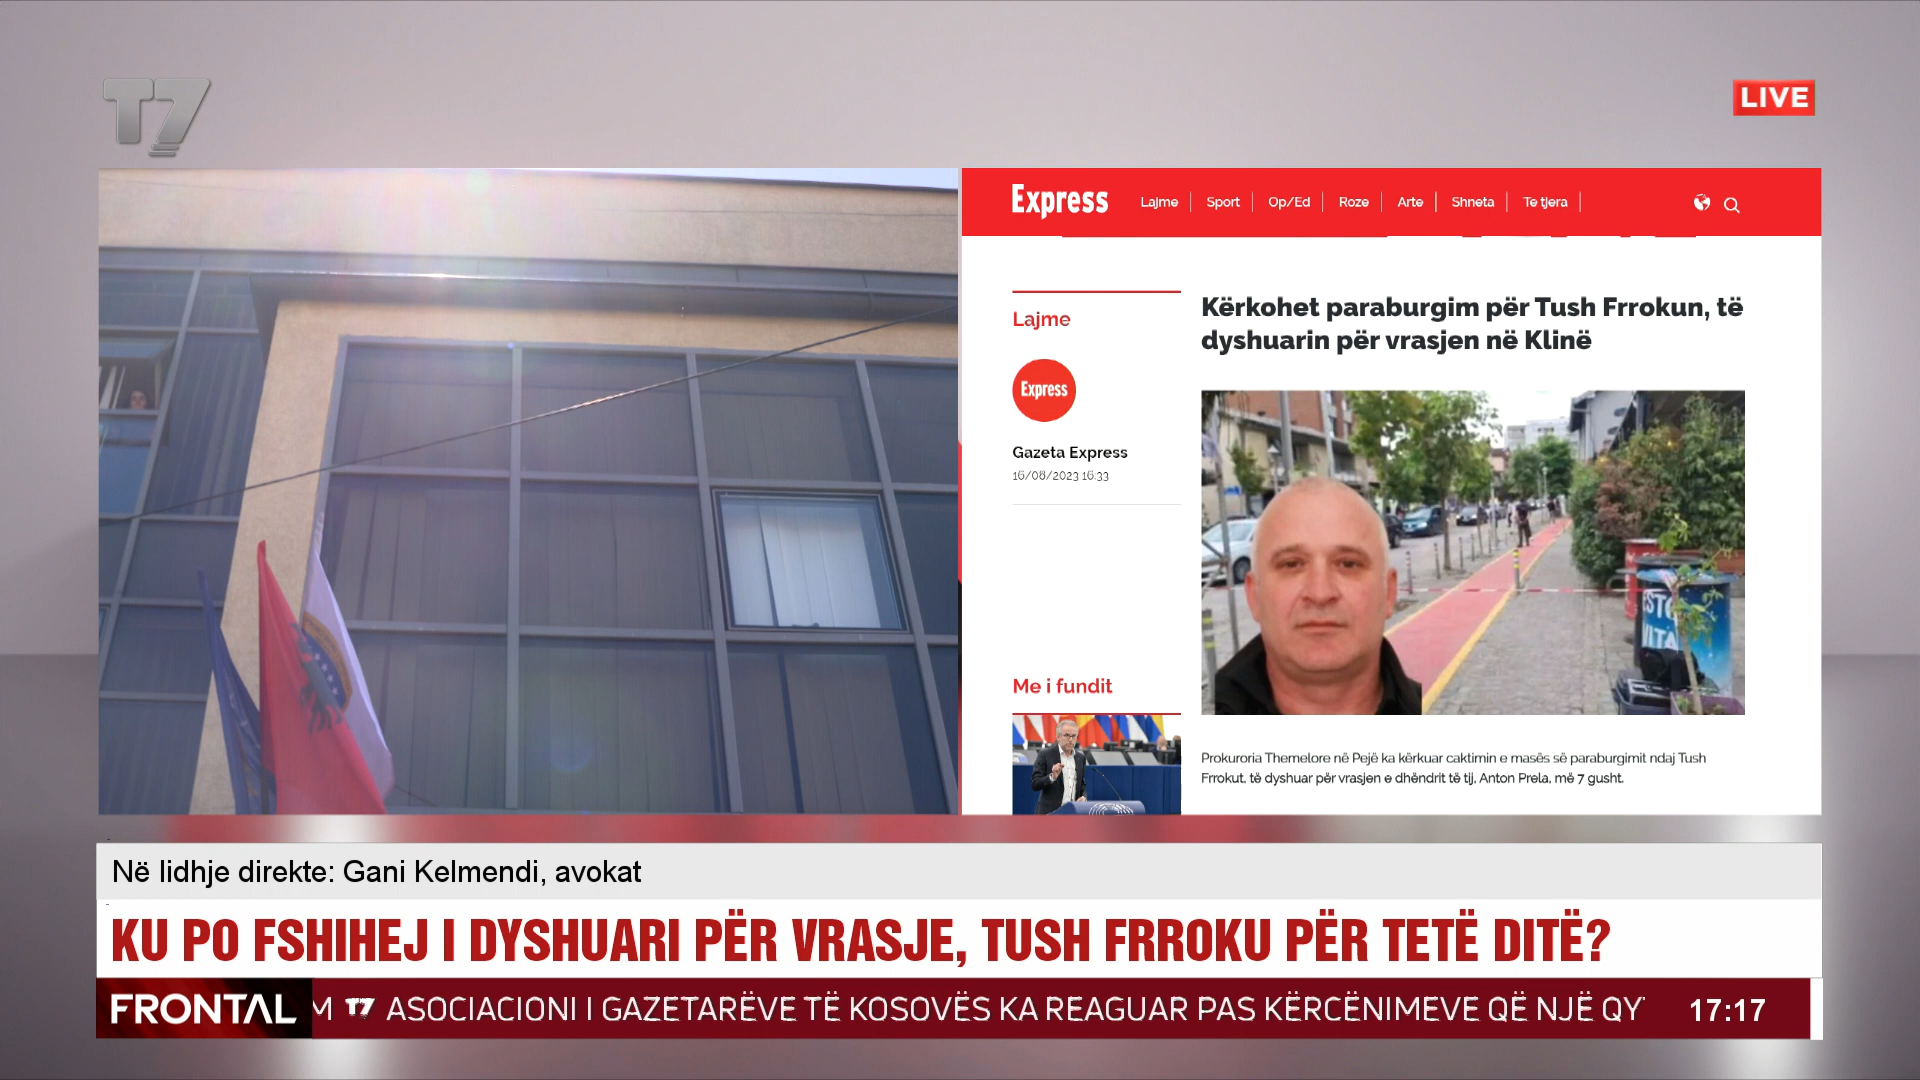 T7
LIVE
Express
Lajme
Sport
Op/Ed
Roze
Arte
Shneta
Te tjera
Lajme
Express
Gazeta Express
16/08/2023 16:33
Me i fundit
Kërkohet paraburgim për Tush Frrokun, të
dyshuarin për vrasjen në Klinë
Prokuroria Themelore në Pejë ka kërkuar caktimin e masës së paraburgimit ndaj Tush
Frrokut, të dyshuar për vrasjen e dhëndrit të tij, Anton Prela, më 7 gusht.
Në lidhje direkte: Gani Kelmendi, avokat
KU PO FSHIHEJ I DYSHUARI PËR VRASJE, TUSH FRROKU PËR TETË DITË?
FRONTAL
M T7 ASOCIACIONI I GAZETARËVE TË KOSOVËS KA REAGUAR PAS KËRCËNIMEVE QË NJË QY
17:17